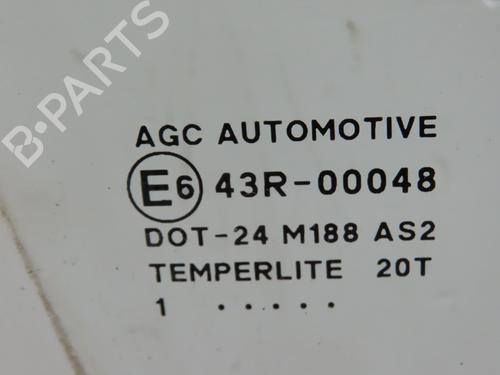 B-PARTS
AGC AUTOMOTIVE
E6 43R-00048
DOT-24 M188 AS2
TEMPERLITE 20T
1 . . . . .